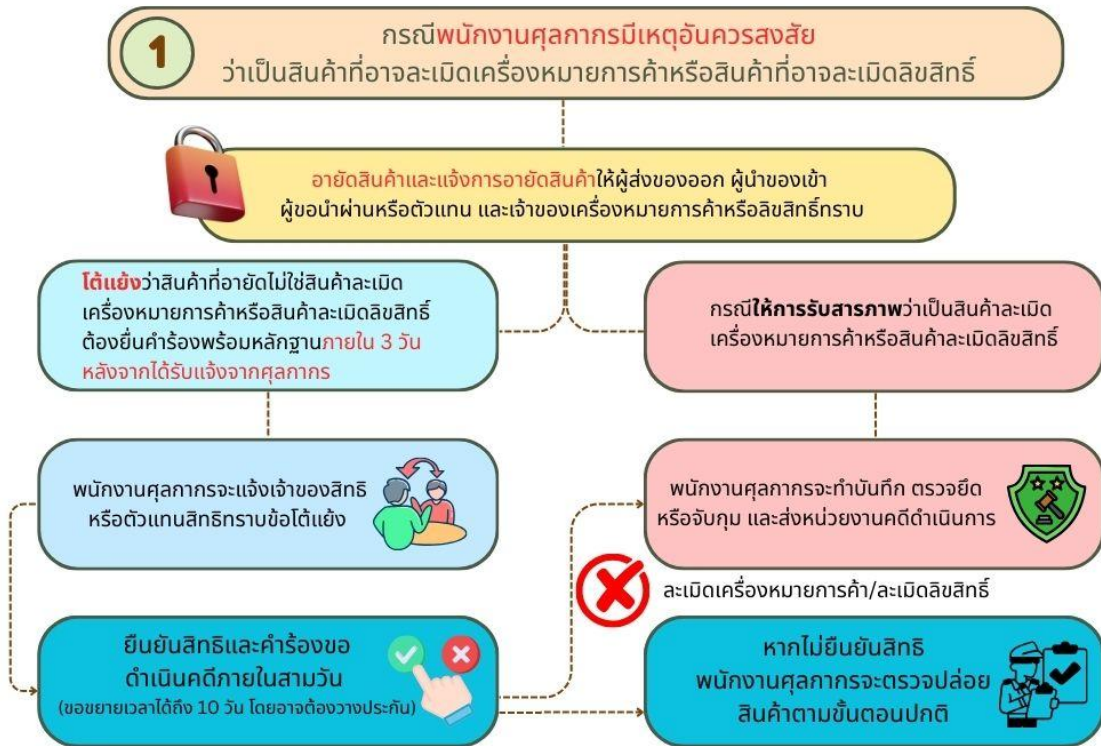 1
กรณีพนักงานศุลกากรมีเหตุอันควรสงสัย
ว่าเป็นสินค้าที่อาจละเมิดเครื่องหมายการค้าหรือสินค้าที่อาจละเมิดลิขสิทธิ์
อายัดสินค้าและแจ้งการอายัดสินค้าให้ผู้ส่งของออก ผู้นำของเข้า
ผู้ขอนำผ่านหรือตัวแทน และเจ้าของเครื่องหมายการค้าหรือลิขสิทธิ์ทราบ
โต้แย้งว่าสินค้าที่อายัดไม่ใช่สินค้าละเมิด
เครื่องหมายการค้าหรือสินค้าละเมิดลิขสิทธิ์
ต้องยื่นคำร้องพร้อมหลักฐานภายใน 3 วัน
หลังจากได้รับแจ้งจากศุลกากร
กรณีให้การรับสารภาพว่าเป็นสินค้าละเมิด
เครื่องหมายการค้าหรือสินค้าละเมิดลิขสิทธิ์
พนักงานศุลกากรจะแจ้งเจ้าของสิทธิ
หรือตัวแทนสิทธิทราบข้อโต้แย้ง
พนักงานศุลกากรจะทำบันทึก ตรวจยึด
หรือจับกุม และส่งหน่วยงานคดีดำเนินการ
ละเมิดเครื่องหมายการค้า/ละเมิดลิขสิทธิ์
ยืนยันสิทธิและคำร้องขอ
ดำเนินคดีภายในสามวัน
(ขอขยายเวลาได้ถึง 10 วัน โดยอาจต้องวางประกัน)
หากไม่ยืนยันสิทธิ
พนักงานศุลกากรจะตรวจปล่อย
สินค้าตามขั้นตอนปกติ